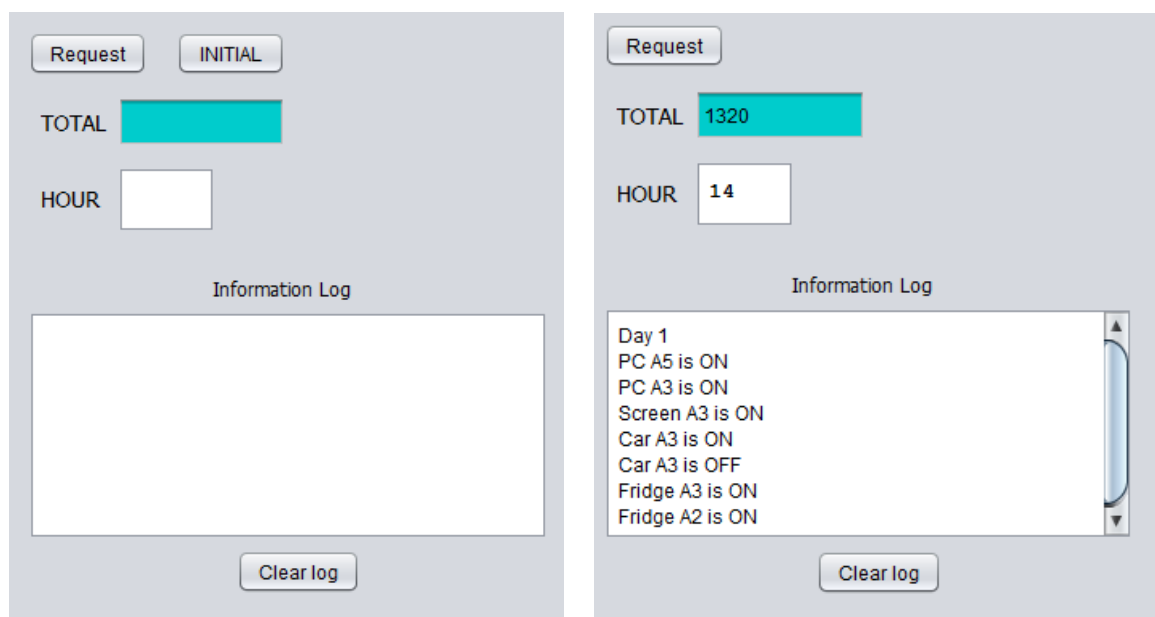 Request INITIAL
TOTAL
HOUR
Information Log
Clear log
Request
TOTAL 1320
HOUR 14
Information Log
Day 1
PC A5 is ON
PC A3 is ON
Screen A3 is ON
Car A3 is ON
Car A3 is OFF
Fridge A3 is ON
Fridge A2 is ON
Clear log